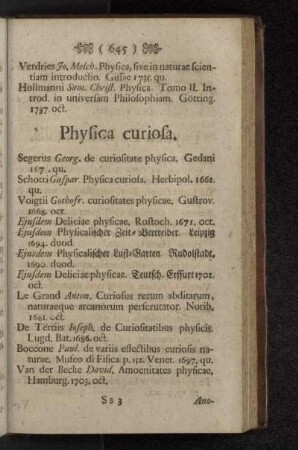 ( 645 )
Verdries Jo. Melch. Physica, sive in naturae scien-
tiam introductio. Gissae 1735. qu.
Hollmanni Sam. Christ. Physica. Tomo II. In-
trod. in universam Philosophiam. Götting.
1737. oct.
Physica curiosa.
Segerus Georg. de curiositate physica, Gedani
167 . qu.
Schotti Gaspar. Physica curiosa. Herbipol. 1662.
qu.
Voigtii Gothofr. curiositates physicae, Gustrov.
1668. oct.
Ejusdem Deliciae physicae, Rostoch. 1671. oct.
Ejusdem Physicalischer Zeit-Vertreiber. Leipzig
1694. duod.
Ejusdem Physicalischer Lust-Garten Rudolstadt,
duod.
Ejusdem Deliciae physicae. Teutsch. Erffurt 1702.
oct.
Le Grand Anton. Curiosus rerum abditarum,
naturaeque arcanorum perscrutator. Norib.
1681. oct.
De Tertiis Joseph. de Curiositatibus physicis.
Lugd. Bat. 1686. oct.
Boccone Paul. de variis effectibus curiosis na-
turae. Museo di Fisica p. 152. Venet. 1697. qu.
Van der Becke David, Amoenitates physicae,
Hamburg. 1703. oct.
Ss 3
Ano-